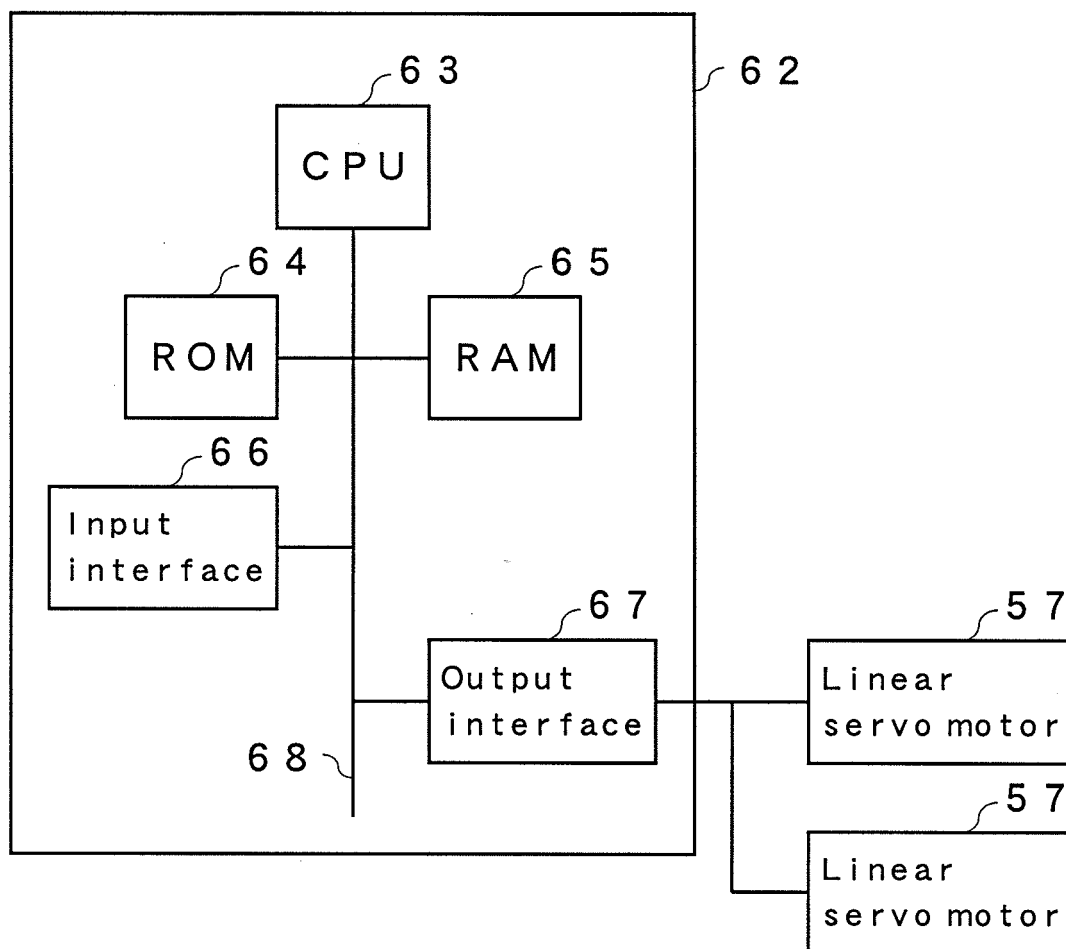 63
62
CPU
64
65
ROM
RAM
66
Input
interface
67
57
Output
interface
Linear
servo motor
68
57
Linear
servo motor